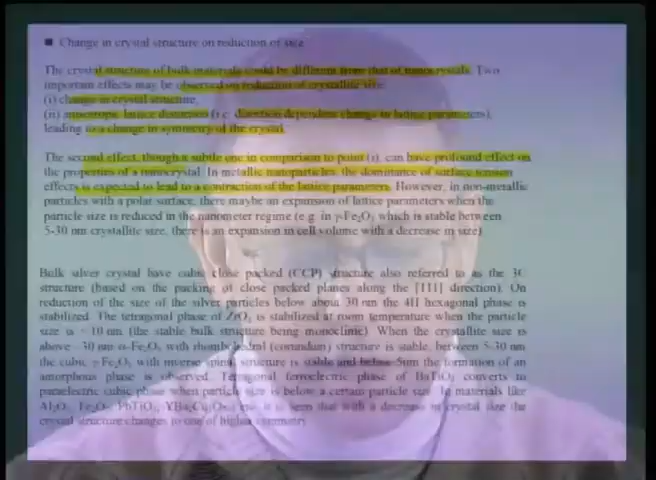 ■ Change in crystal structure on reduction of size
The crystal structure of bulk materials could be different from that of nanocrystals. Two
important effects may be observed on reduction of crystallite size:
(i) change in crystal structure,
(ii) anisotropic lattice distortion (i.e. direction dependent change in lattice parameters),
leading to a change in symmetry of the crystal.
The second effect, though a subtle one in comparison to point (i), can have profound effect on
the properties of a nanocrystal. In metallic nanoparticles, the dominance of surface tension
effects is expected to lead to a contraction of the lattice parameters. However, in non-metallic
particles with a polar surface, there maybe an expansion of lattice parameters when the
particle size is reduced in the nanometer regime (e.g. in γ-Fe₂O₃ which is stable between
5-30 nm crystallite size, there is an expansion in cell volume with a decrease in size)
Bulk silver crystal have cubic close packed (CCP) structure also referred to as the 3C
structure (based on the packing of close packed planes along the [111] direction). On
reduction of the size of the silver particles below about 30 nm the 4H hexagonal phase is
stabilized. The tetragonal phase of ZrO₂ is stabilized at room temperature when the particle
size is ~ 10 nm (the stable bulk structure being monoclinic). When the crystallite size is
above ~30 nm α-Fe₂O₃ with rhombohedral (corundum) structure is stable, between 5-30 nm
the cubic γ-Fe₂O₃ with inverse spinel structure is stable and below 5nm the formation of an
amorphous phase is observed. Tetragonal ferroelectric phase of BaTiO₃ converts to
paraelectric cubic phase when particle size is below a certain particle size. In materials like
Al₂O₃, Fe₂O₃, PbTiO₃, it is seen that with a decrease in crystal size the
crystal structure changes to one of higher symmetry